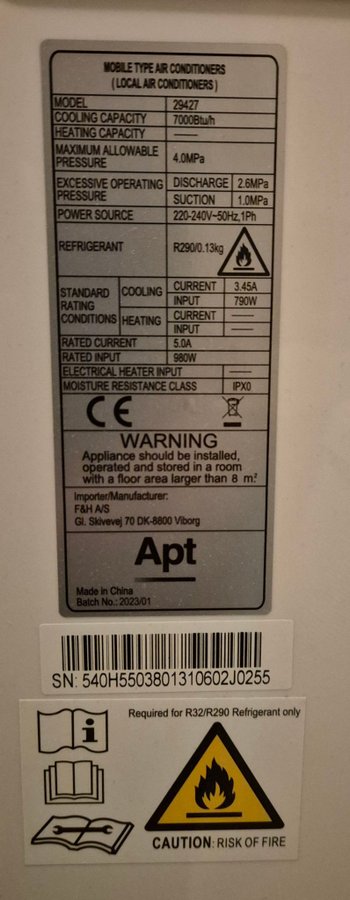 MOBILE TYPE AIR CONDITIONERS
( LOCAL AIR CONDITIONERS )
MODEL 29427
COOLING CAPACITY 7000Btu/h
HEATING CAPACITY ——
MAXIMUM ALLOWABLE PRESSURE 4.0MPa
EXCESSIVE OPERATING PRESSURE DISCHARGE 2.6MPa
SUCTION 1.0MPa
POWER SOURCE 220-240V~50Hz,1Ph
REFRIGERANT R290/0.13kg
STANDARD RATING CONDITIONS COOLING CURRENT 3.45A
INPUT 790W
HEATING CURRENT ——
INPUT ——
RATED CURRENT 5.0A
RATED INPUT 980W
ELECTRICAL HEATER INPUT ——
MOISTURE RESISTANCE CLASS IPX0
CE
WARNING
Appliance should be installed,
operated and stored in a room
with a floor area larger than 8 m².
Importer/Manufacturer:
F&H A/S
Gl. Skivevej 70 DK-8800 Viborg
Apt
Made in China
Batch No.: 2023/01
SN: 540H5503801310602J0255
Required for R32/R290 Refrigerant only
CAUTION: RISK OF FIRE